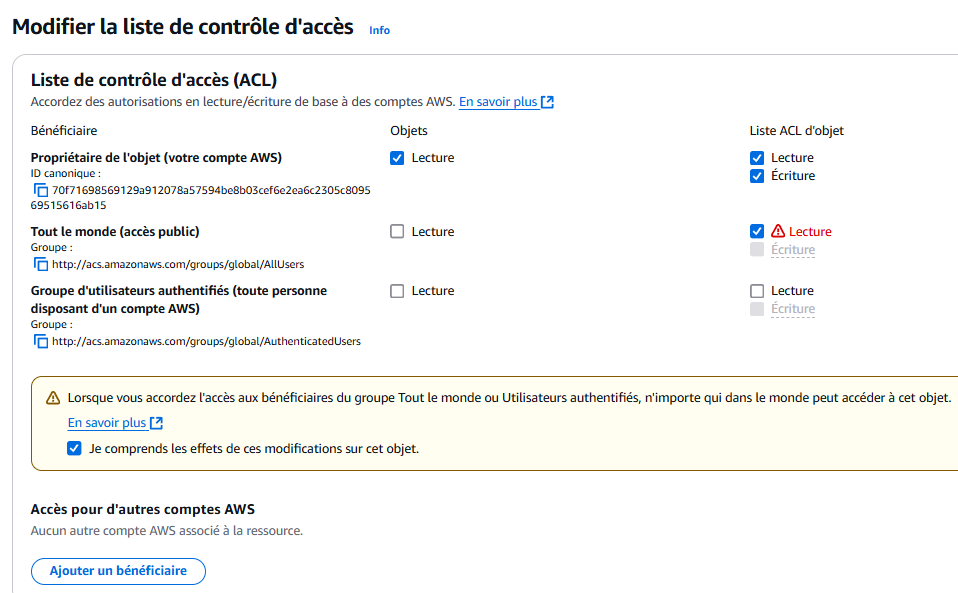 Modifier la liste de contrôle d'accès Info
Liste de contrôle d'accès (ACL)
Accordez des autorisations en lecture/écriture de base à des comptes AWS. En savoir plus
Bénéficiaire Objets Liste ACL d'objet
Propriétaire de l'objet (votre compte AWS) Lecture Lecture
ID canonique : Écriture
70f71698569129a912078a57594be8b03cef6e2ea6c2305c8095
69515616ab15
Tout le monde (accès public) Lecture Lecture
Groupe : Écriture
http://acs.amazonaws.com/groups/global/AllUsers
Groupe d'utilisateurs authentifiés (toute personne Lecture Lecture
disposant d'un compte AWS) Écriture
Groupe :
http://acs.amazonaws.com/groups/global/AuthenticatedUsers
Lorsque vous accordez l'accès aux bénéficiaires du groupe Tout le monde ou Utilisateurs authentifiés, n'importe qui dans le monde peut accéder à cet objet.
En savoir plus
Je comprends les effets de ces modifications sur cet objet.
Accès pour d'autres comptes AWS
Aucun autre compte AWS associé à la ressource.
Ajouter un bénéficiaire